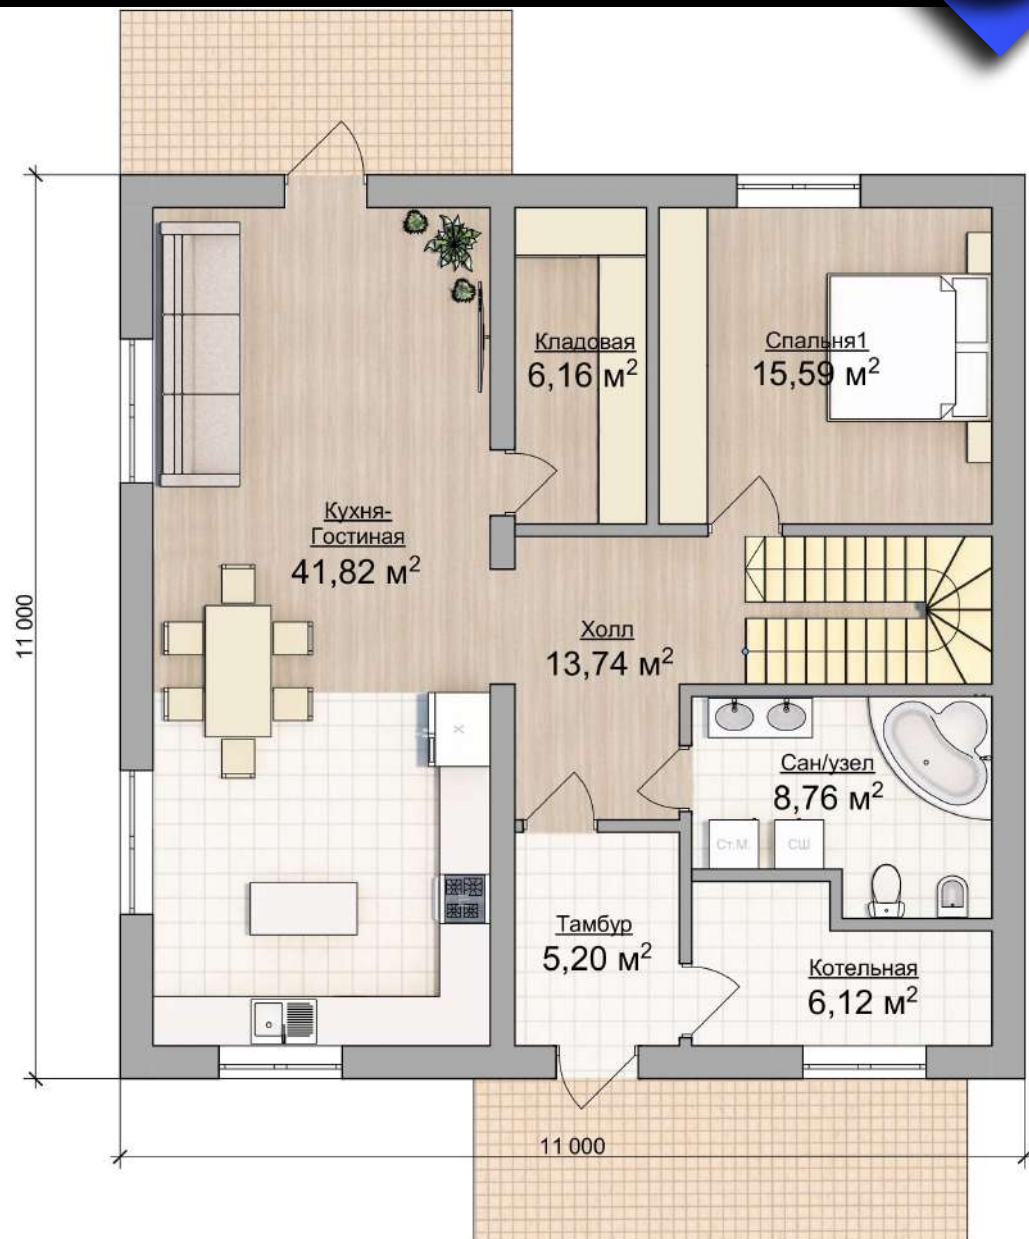 Кладовая
6,16 м²
Спальня1
15,59 м²
Кухня-
Гостиная
41,82 м²
11 000
Холл
13,74 м²
Х
Сан/узел
8,76 м²
Ст.М.
СШ
Тамбур
5,20 м²
Котельная
6,12 м²
11 000